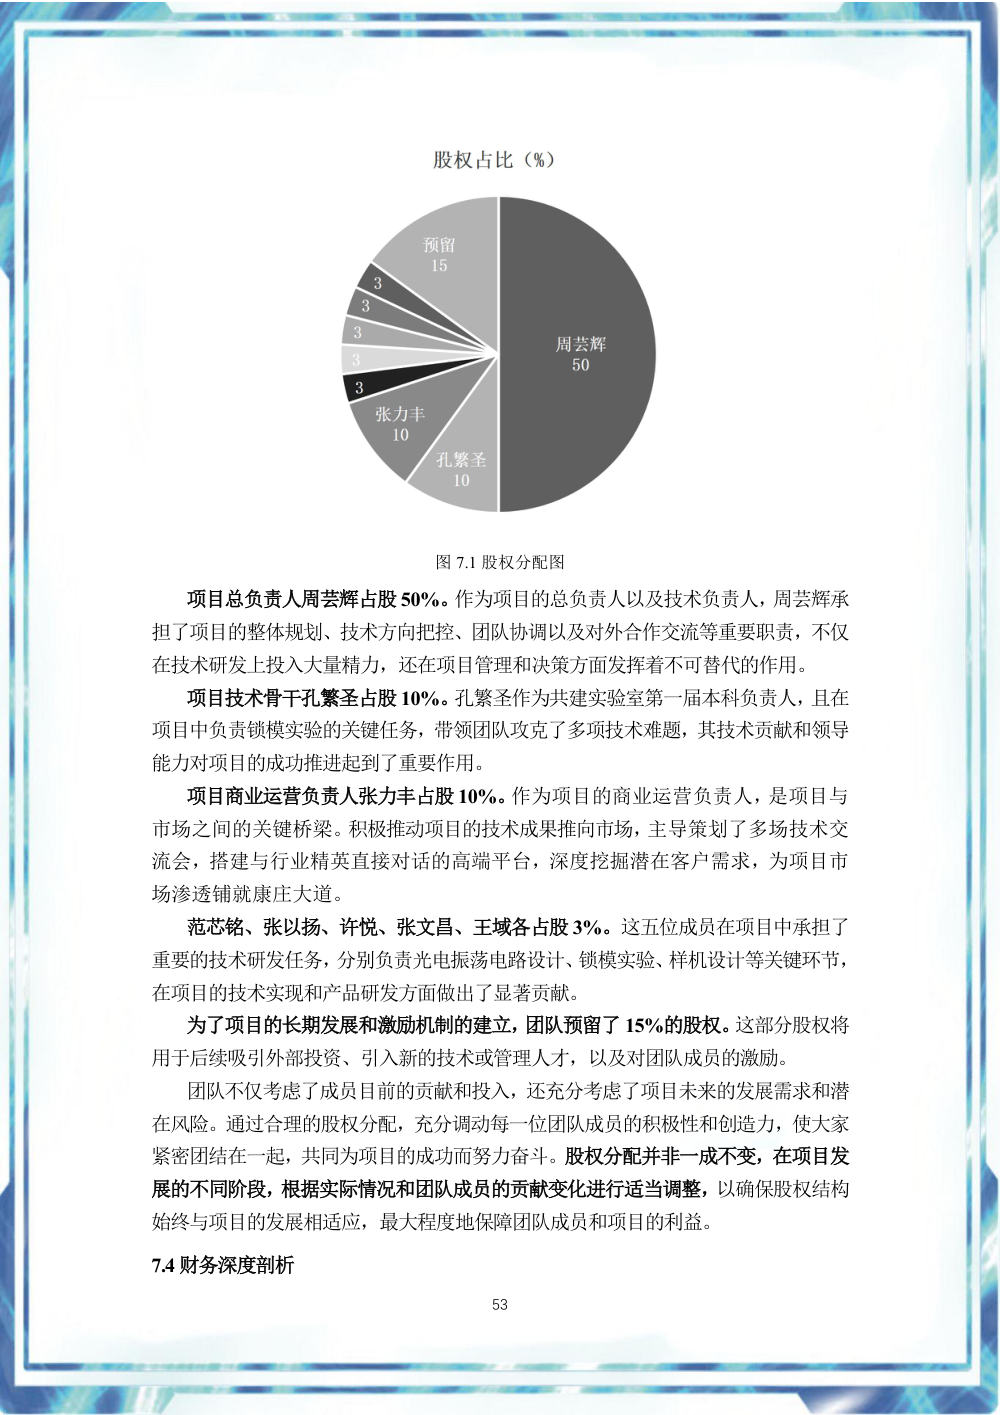 股权占比（%）
预留
15
3
3
3
3
3
周芸辉
50
张力丰
10
孔繁圣
10
图 7.1 股权分配图
项目总负责人周芸辉占股 50%。作为项目的总负责人以及技术负责人，周芸辉承
担了项目的整体规划、技术方向把控、团队协调以及对外合作交流等重要职责，不仅
在技术研发上投入大量精力，还在项目管理和决策方面发挥着不可替代的作用。
项目技术骨干孔繁圣占股 10%。孔繁圣作为共建实验室第一届本科负责人，且在
项目中负责锁模实验的关键任务，带领团队攻克了多项技术难题，其技术贡献和领导
能力对项目的成功推进起到了重要作用。
项目商业运营负责人张力丰占股 10%。作为项目的商业运营负责人，是项目与
市场之间的关键桥梁。积极推动项目的技术成果推向市场，主导策划了多场技术交
流会，搭建与行业精英直接对话的高端平台，深度挖掘潜在客户需求，为项目市
场渗透铺就康庄大道。
范芯铭、张以扬、许悦、张文昌、王域各占股 3%。这五位成员在项目中承担了
重要的技术研发任务，分别负责光电振荡电路设计、锁模实验、样机设计等关键环节，
在项目的技术实现和产品研发方面做出了显著贡献。
为了项目的长期发展和激励机制的建立，团队预留了 15%的股权。这部分股权将
用于后续吸引外部投资、引入新的技术或管理人才，以及对团队成员的激励。
团队不仅考虑了成员目前的贡献和投入，还充分考虑了项目未来的发展需求和潜
在风险。通过合理的股权分配，充分调动每一位团队成员的积极性和创造力，使大家
紧密团结在一起，共同为项目的成功而努力奋斗。股权分配并非一成不变，在项目发
展的不同阶段，根据实际情况和团队成员的贡献变化进行适当调整，以确保股权结构
始终与项目的发展相适应，最大程度地保障团队成员和项目的利益。
7.4 财务深度剖析
53